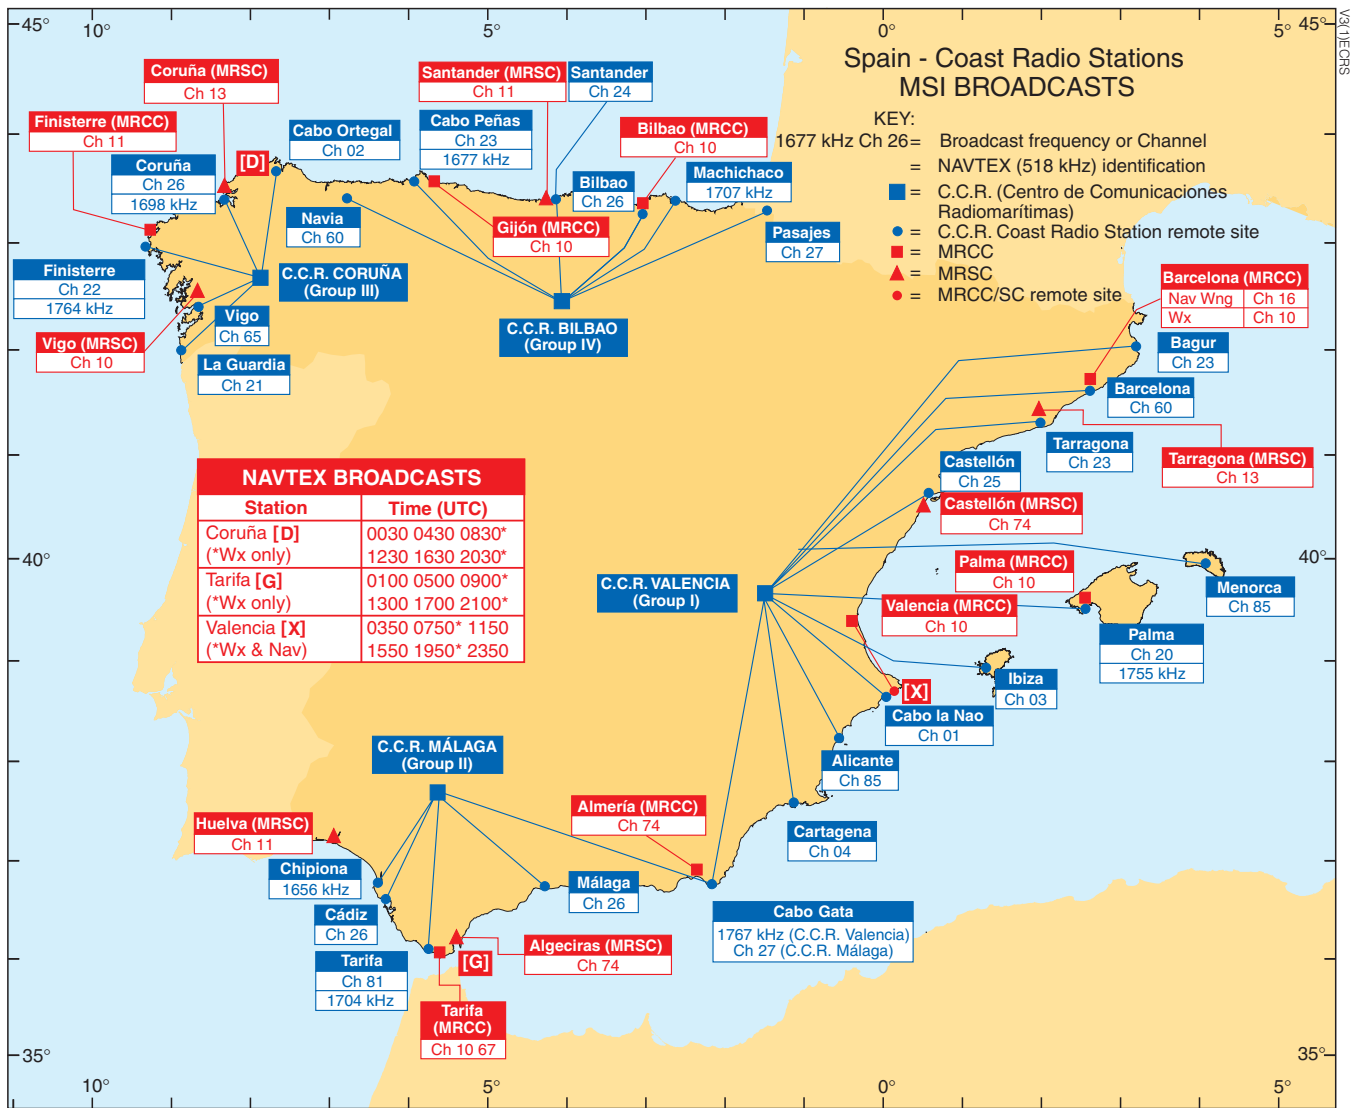 45°
10°
5°
0°
45°
5°
V3(1)ECRS
Spain - Coast Radio Stations
MSI BROADCASTS
KEY:
1677 kHz Ch 26 = Broadcast frequency or Channel
= NAVTEX (518 kHz) identification
= C.C.R. (Centro de Comunicaciones
Radiomarítimas)
= C.C.R. Coast Radio Station remote site
= MRCC
= MRSC
= MRCC/SC remote site
Coruña (MRSC)
Ch 13
Santander (MRSC)
Ch 11
Santander
Ch 24
Finisterre (MRCC)
Ch 11
Cabo Ortegal
Ch 02
Cabo Peñas
Ch 23
1677 kHz
Bilbao (MRCC)
Ch 10
Coruña
Ch 26
1698 kHz
[D]
Bilbao
Ch 26
Machichaco
1707 kHz
Navia
Ch 60
Gijón (MRCC)
Ch 10
Pasajes
Ch 27
Finisterre
Ch 22
1764 kHz
C.C.R. CORUÑA
(Group III)
Barcelona (MRCC)
Nav Wng Ch 16
Wx Ch 10
Vigo
Ch 65
C.C.R. BILBAO
(Group IV)
Vigo (MRSC)
Ch 10
Bagur
Ch 23
La Guardia
Ch 21
Barcelona
Ch 60
Tarragona
Ch 23
Tarragona (MRSC)
Ch 13
Castellón
Ch 25
Castellón (MRSC)
Ch 74
NAVTEX BROADCASTS
Station Time (UTC)
Coruña [D] 0030 0430 0830*
(*Wx only) 1230 1630 2030*
Tarifa [G] 0100 0500 0900*
(*Wx only) 1300 1700 2100*
Valencia [X] 0350 0750* 1150
(*Wx & Nav) 1550 1950* 2350
40°
40°
Palma (MRCC)
Ch 10
C.C.R. VALENCIA
(Group I)
Menorca
Ch 85
Valencia (MRCC)
Ch 10
Palma
Ch 20
1755 kHz
Ibiza
Ch 03
[X]
Cabo la Nao
Ch 01
C.C.R. MÁLAGA
(Group II)
Alicante
Ch 85
Almería (MRCC)
Ch 74
Huelva (MRSC)
Ch 11
Cartagena
Ch 04
Chipiona
1656 kHz
Málaga
Ch 26
Cádiz
Ch 26
Cabo Gata
1767 kHz (C.C.R. Valencia)
Ch 27 (C.C.R. Málaga)
Algeciras (MRSC)
Ch 74
Tarifa
Ch 81
1704 kHz
[G]
Tarifa
(MRCC)
Ch 10 67
35°
35°
10°
5°
0°
5°